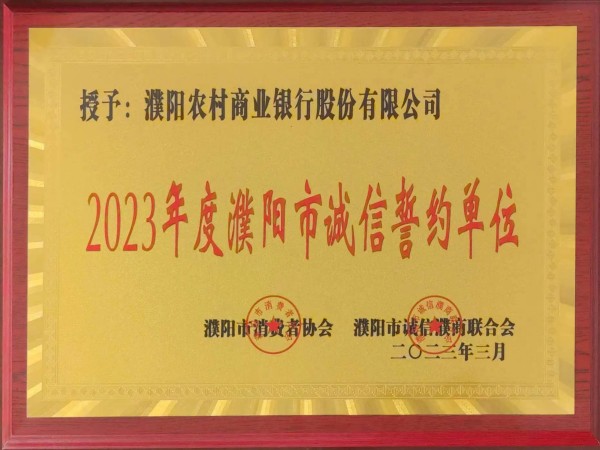 授予：濮阳农村商业银行股份有限公司
2023年度濮阳市诚信誓约单位
濮阳市消费者协会 濮阳市诚信濮商联合会
二〇二三年三月